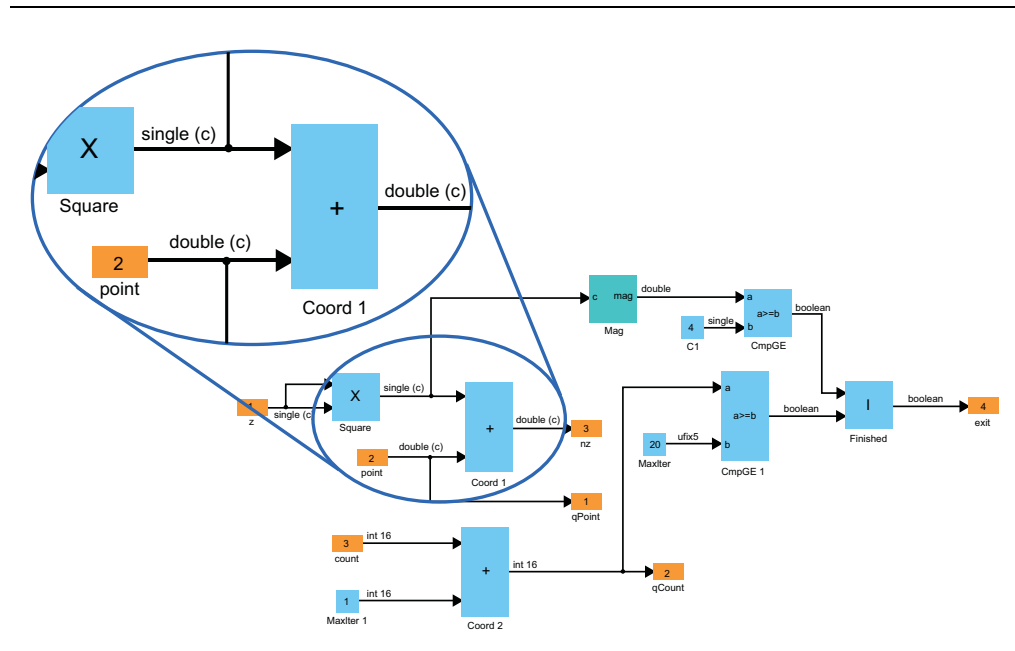 single (c)
X
Square
double (c)
+
double (c)
2
point
Coord 1
c
mag
double
Mag
a
a>=b
b
boolean
single
4
C1
CmpGE
single (c)
X
Square
z
single (c
double (c)
2
point
+
Coord 1
double (c)
3
nz
1
qPoint
a
a>=b
b
boolean
20
ufix5
MaxIter
CmpGE 1
I
Finished
boolean
4
exit
int 16
3
count
int 16
1
MaxIter 1
+
Coord 2
int 16
2
qCount